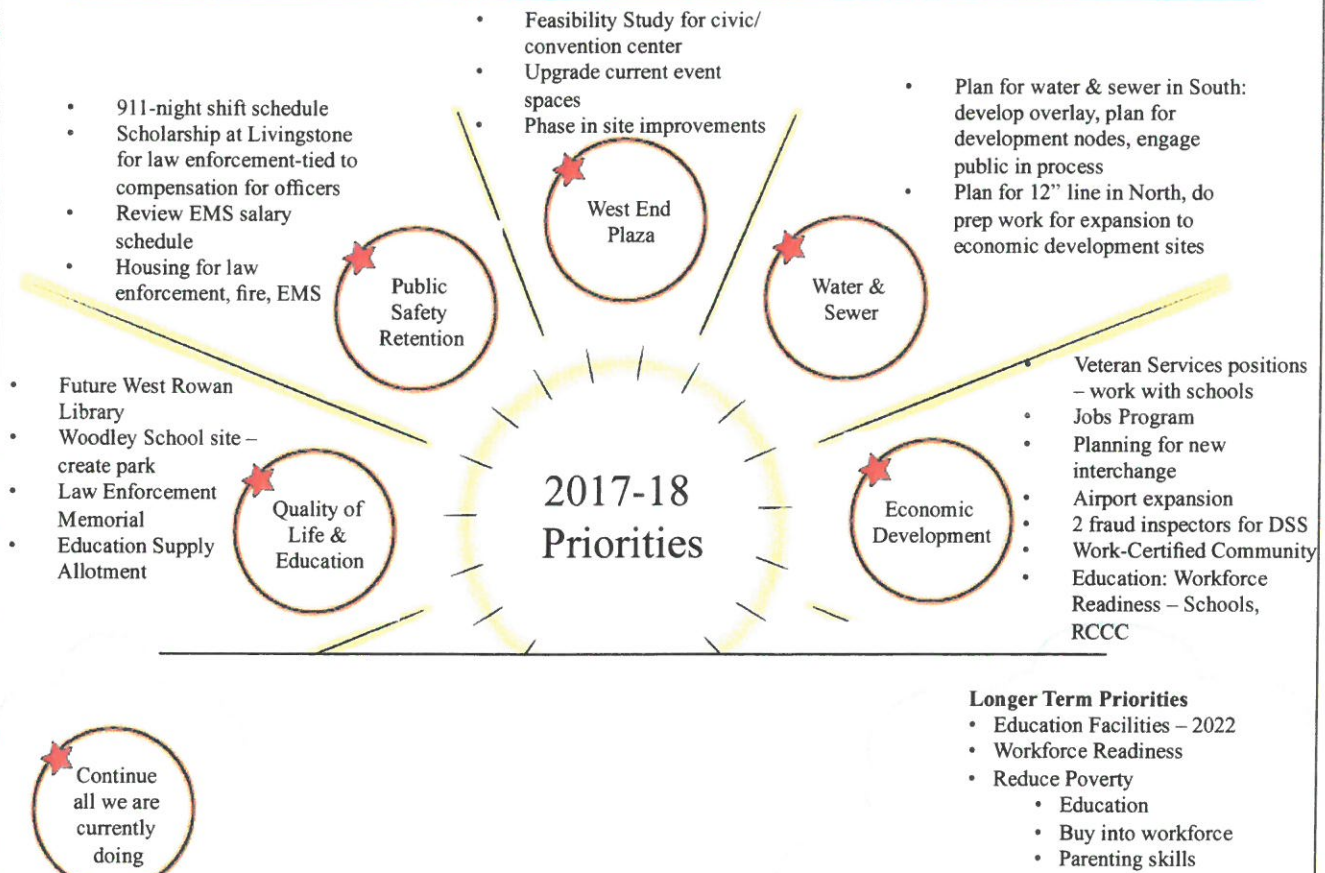 • Feasibility Study for civic/
convention center
• Upgrade current event
spaces
• Phase in site improvements
• 911-night shift schedule
• Scholarship at Livingstone
for law enforcement-tied to
compensation for officers
• Review EMS salary
schedule
• Housing for law
enforcement, fire, EMS
• Plan for water & sewer in South:
develop overlay, plan for
development nodes, engage
public in process
• Plan for 12” line in North, do
prep work for expansion to
economic development sites
West End
Plaza
Public
Safety
Retention
Water &
Sewer
• Future West Rowan
Library
• Woodley School site –
create park
• Law Enforcement
Memorial
• Education Supply
Allotment
Quality of
Life &
Education
2017-18
Priorities
Economic
Development
• Veteran Services positions
– work with schools
• Jobs Program
• Planning for new
interchange
• Airport expansion
• 2 fraud inspectors for DSS
• Work-Certified Community
• Education: Workforce
Readiness – Schools,
RCCC
Continue
all we are
currently
doing
Longer Term Priorities
• Education Facilities – 2022
• Workforce Readiness
• Reduce Poverty
• Education
• Buy into workforce
• Parenting skills